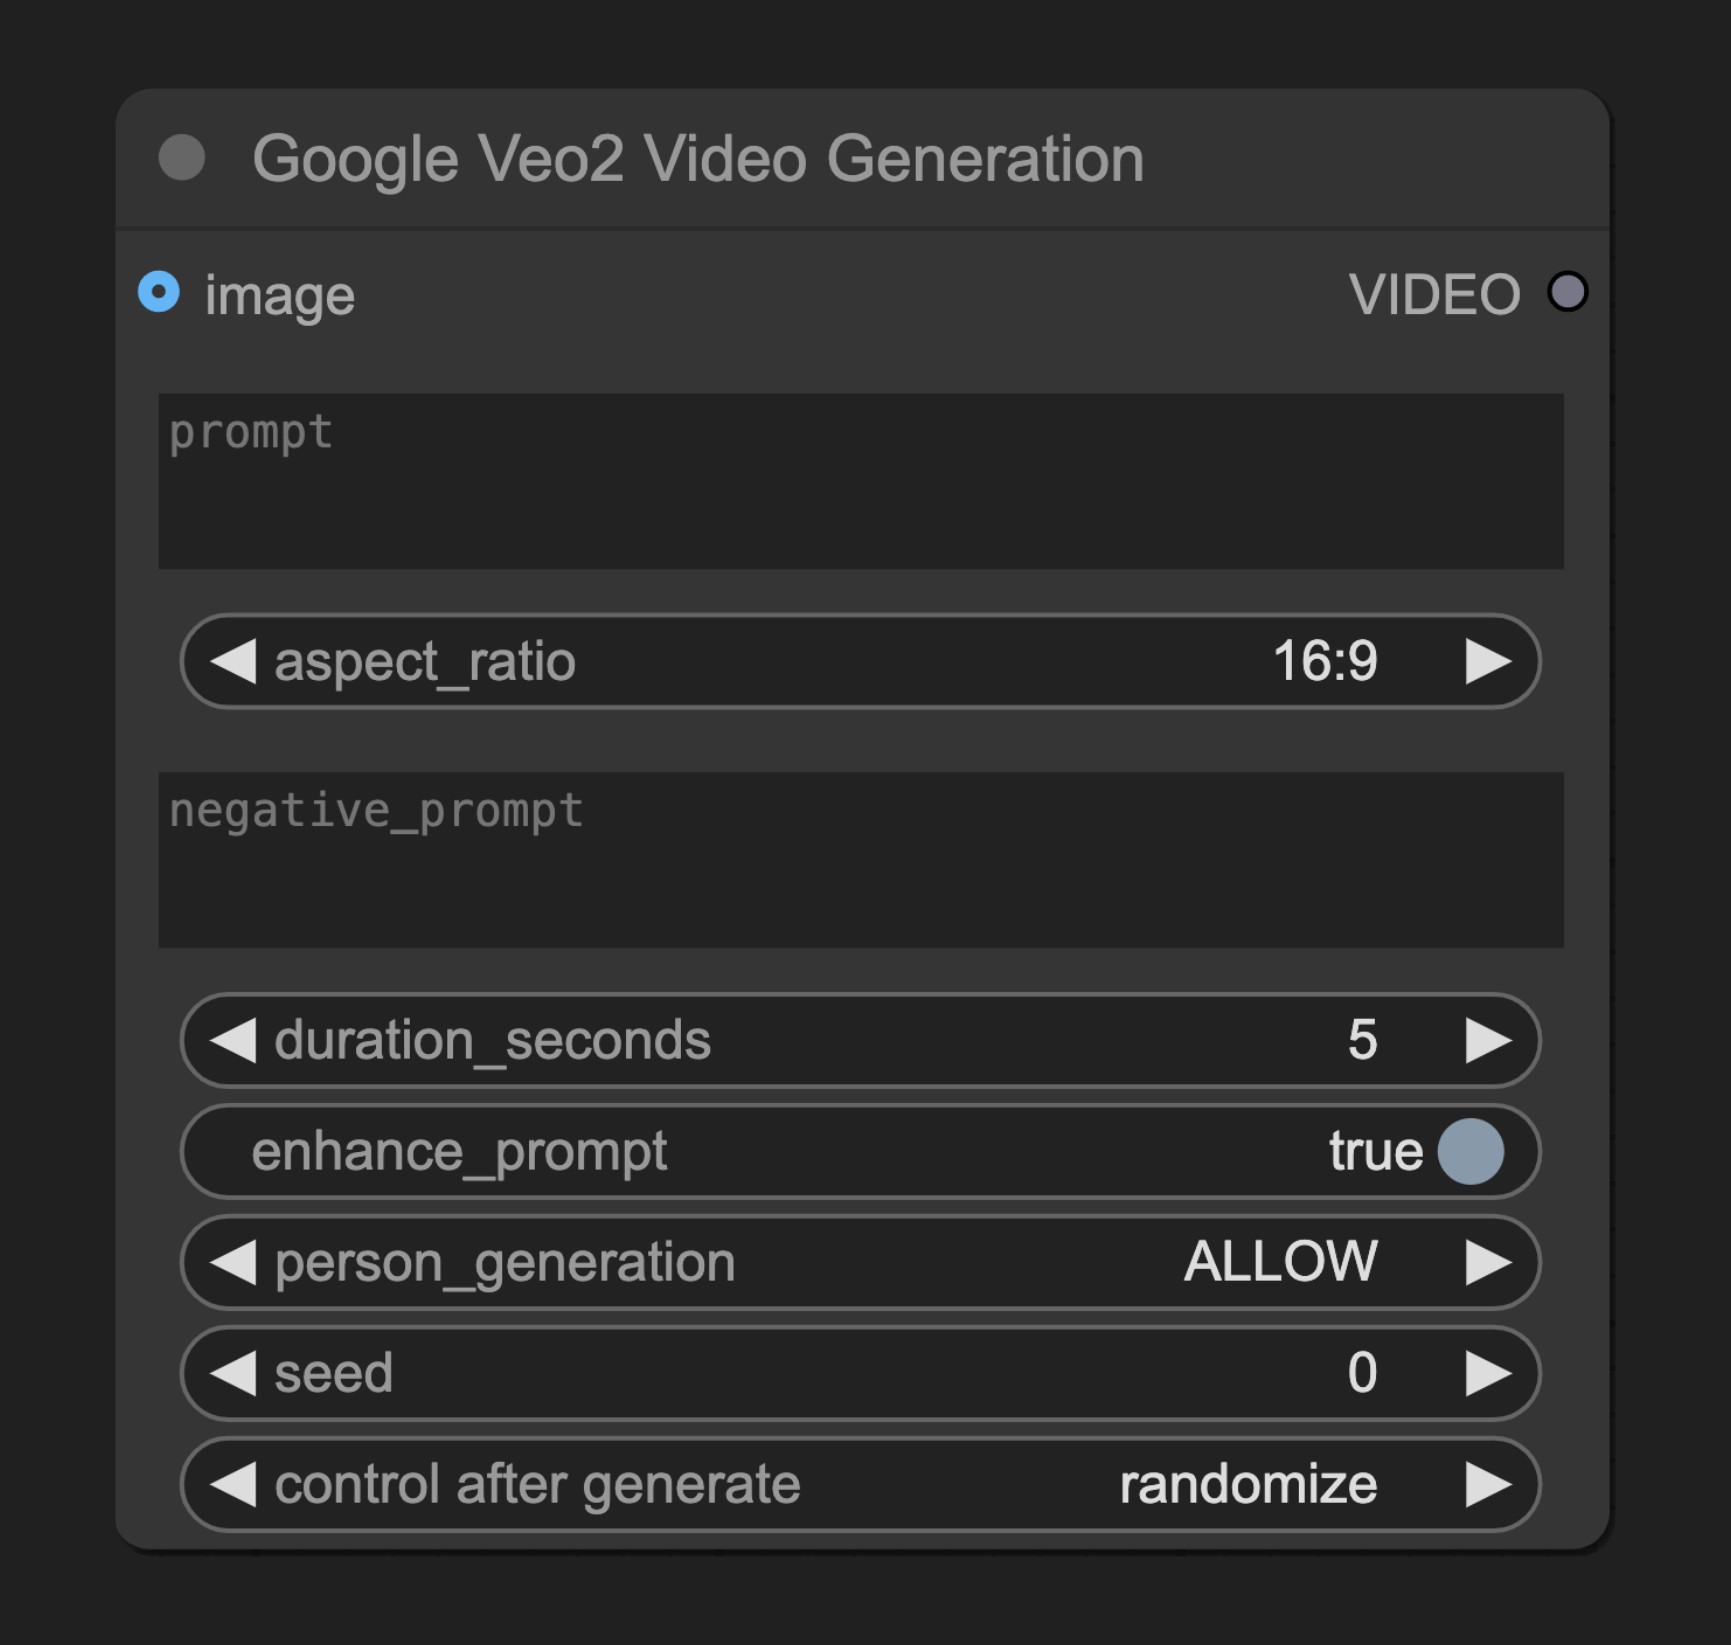 Google Veo2 Video Generation
image VIDEO
prompt
aspect_ratio 16:9
negative_prompt
duration_seconds 5
enhance_prompt true
person_generation ALLOW
seed 0
control after generate randomize